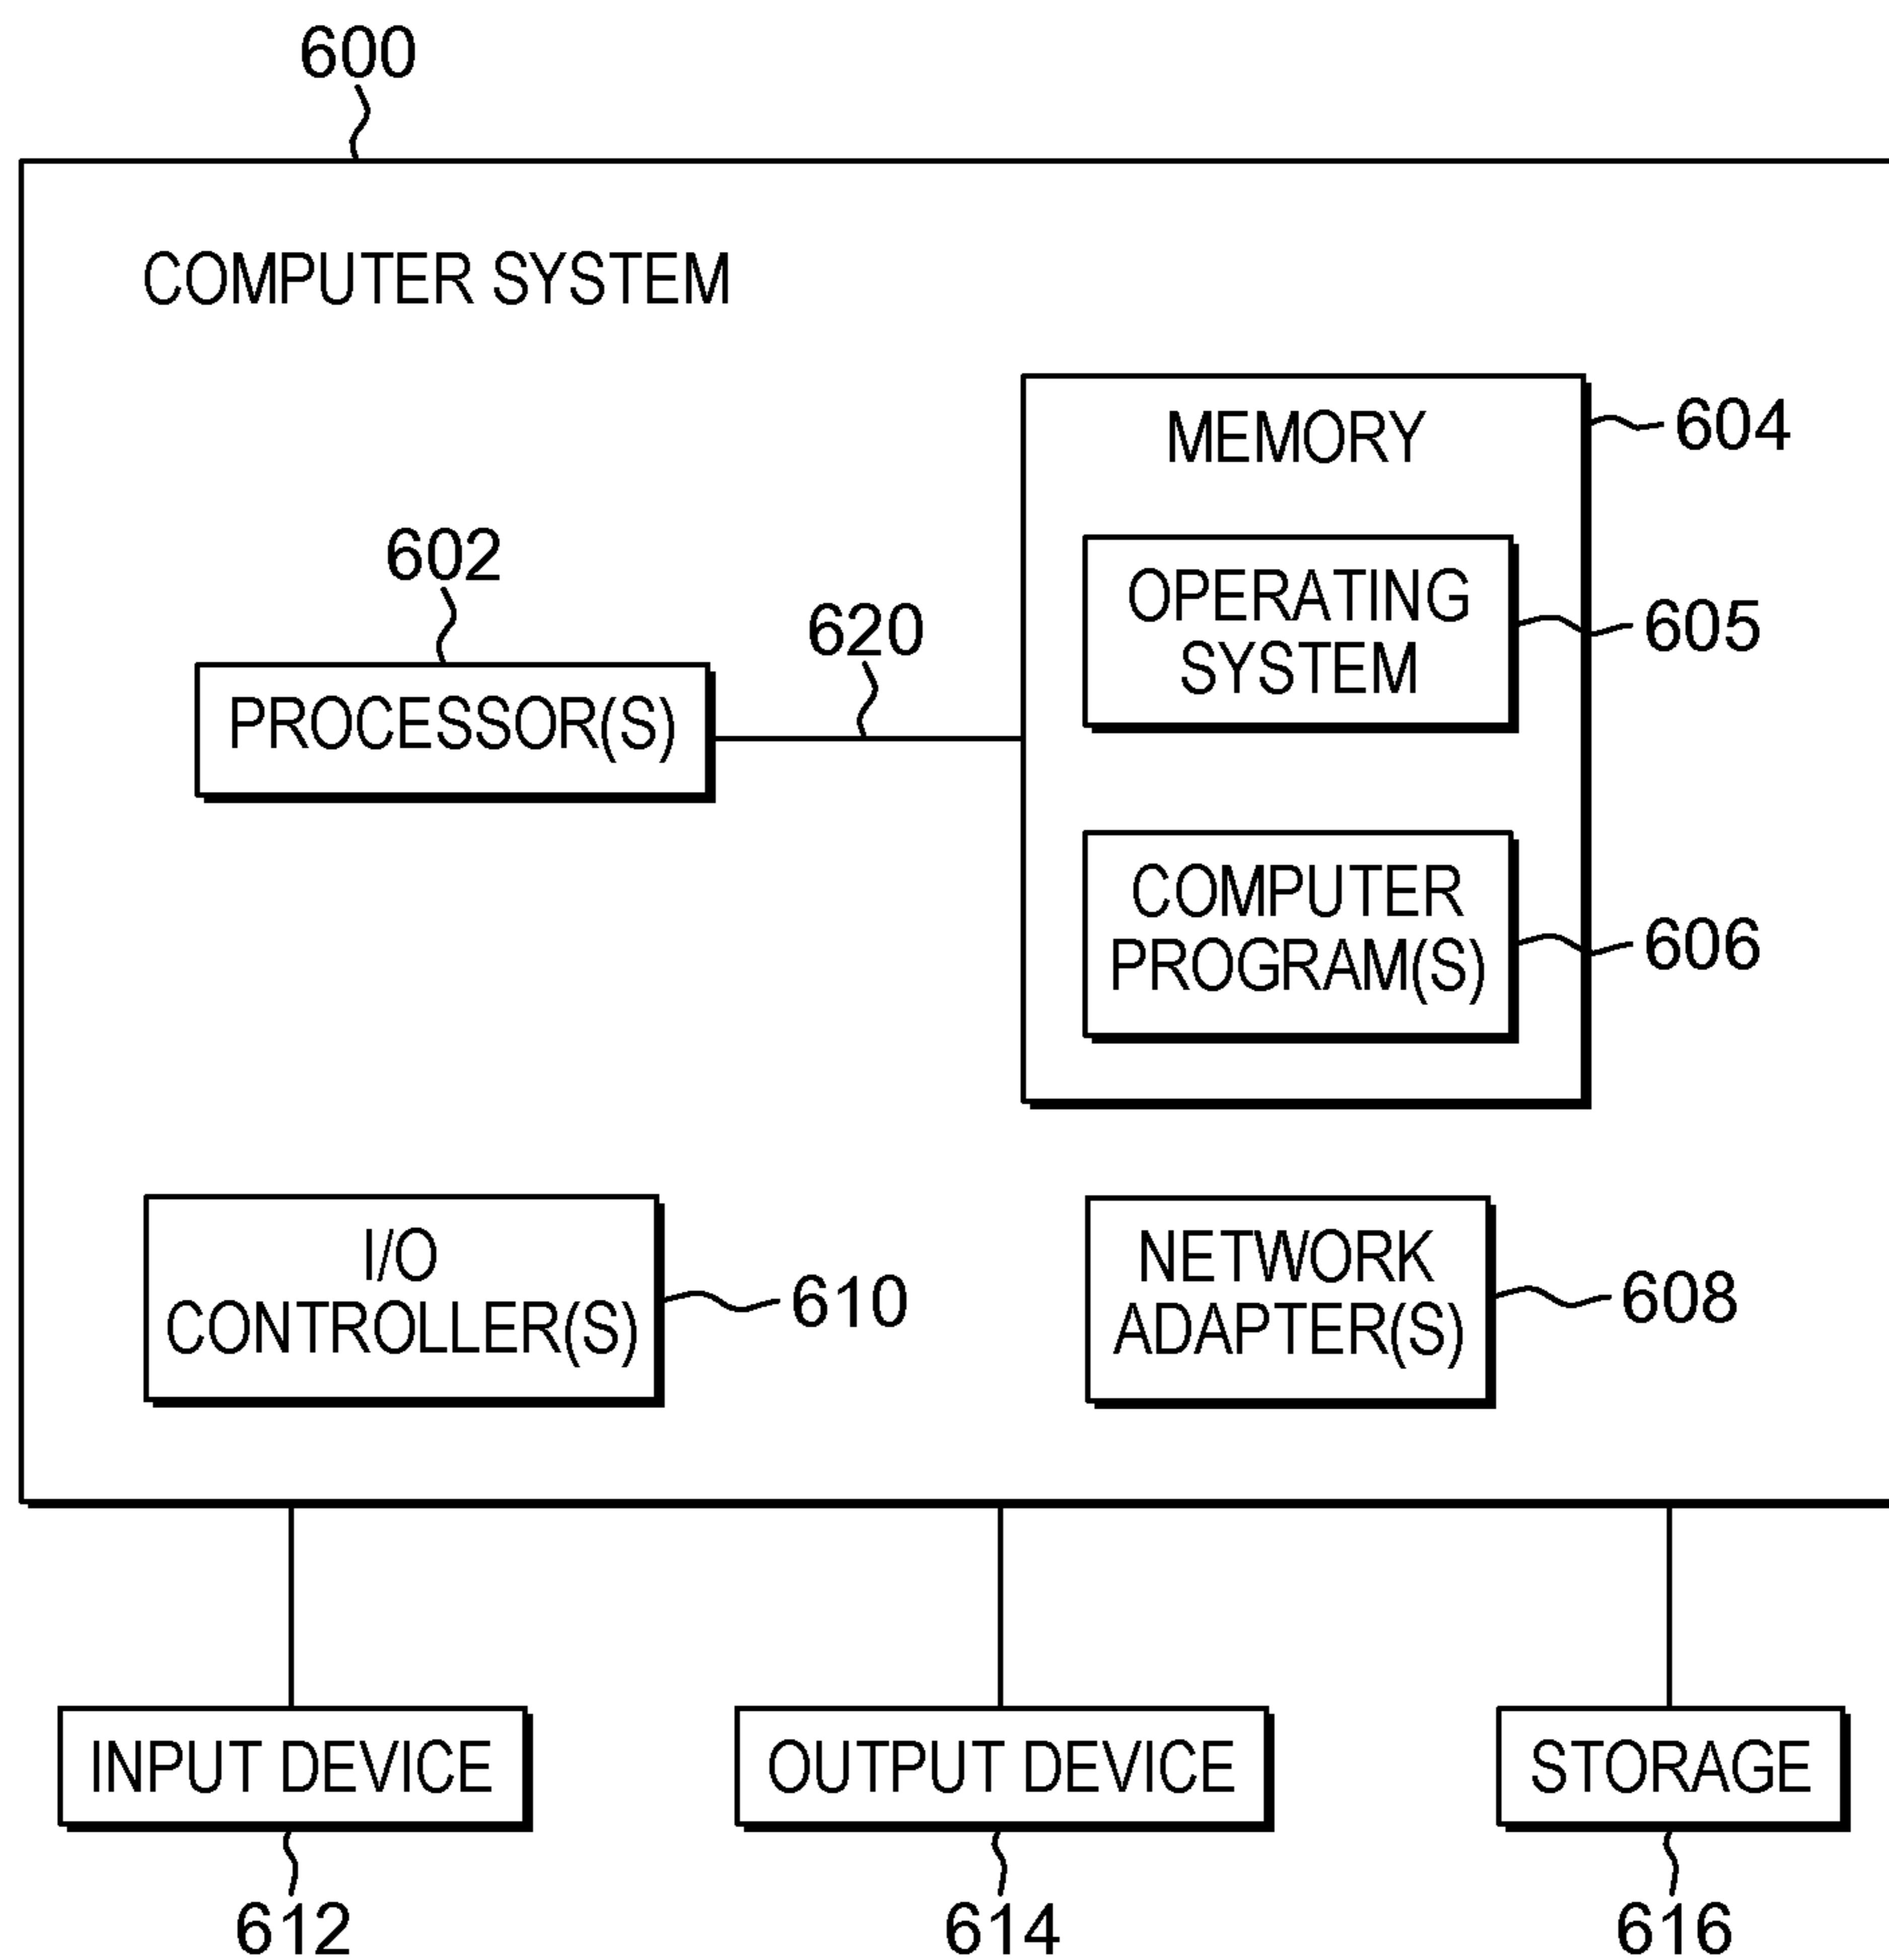 600
COMPUTER SYSTEM
MEMORY
604
602
OPERATING
SYSTEM
605
620
PROCESSOR(S)
COMPUTER
PROGRAM(S)
606
I/O
CONTROLLER(S)
610
NETWORK
ADAPTER(S)
608
INPUT DEVICE
OUTPUT DEVICE
STORAGE
612
614
616